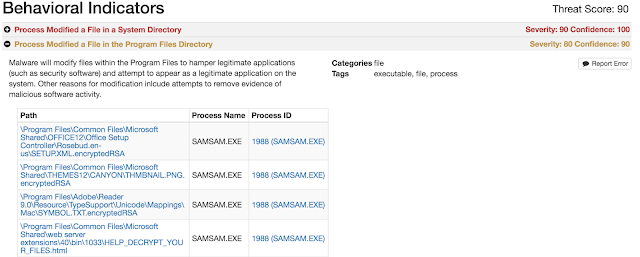 Behavioral Indicators
Threat Score: 90
Process Modified a File in a System Directory
Severity: 90 Confidence: 100
Process Modified a File in the Program Files Directory
Severity: 80 Confidence: 90
Malware will modify files within the Program Files to hamper legitimate applications
(such as security software) and attempt to appear as a legitimate application on the
system. Other reasons for modification inlcude attempts to remove evidence of
malicious software activity.
Categories file
Tags executable, file, process
Report Error
Path Process Name Process ID
\Program Files\Common Files\Microsoft
Shared\OFFICE12\Office Setup
Controller\Rosebud.en-
us\SETUP.XML.encryptedRSA
SAMSAM.EXE 1988 (SAMSAM.EXE)
\Program Files\Common Files\Microsoft
Shared\THEMES12\CANYON\THMBNAIL.PNG.
encryptedRSA
SAMSAM.EXE 1988 (SAMSAM.EXE)
\Program Files\Adobe\Reader
9.0\Resource\TypeSupport\Unicode\Mappings\
Mac\SYMBOL.TXT.encryptedRSA
SAMSAM.EXE 1988 (SAMSAM.EXE)
\Program Files\Common Files\Microsoft
Shared\web server
extensions\40\bin\1033\HELP_DECRYPT_YOU
R_FILES.html
SAMSAM.EXE 1988 (SAMSAM.EXE)